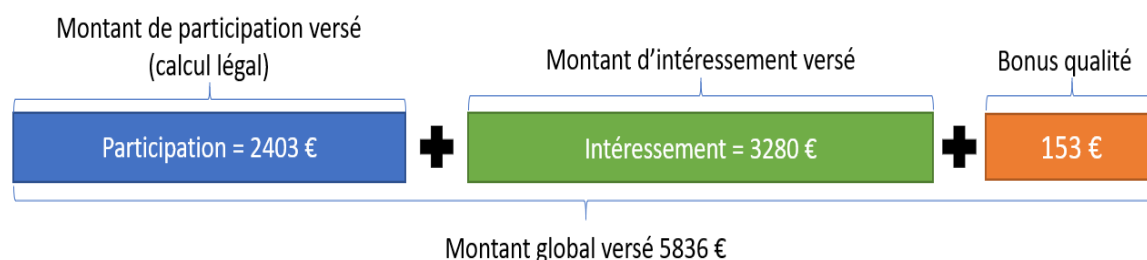 Montant de participation versé
(calcul légal)
Montant d’intéressement versé
Bonus qualité
Participation = 2403 €
Intéressement = 3280 €
153 €
Montant global versé 5836 €